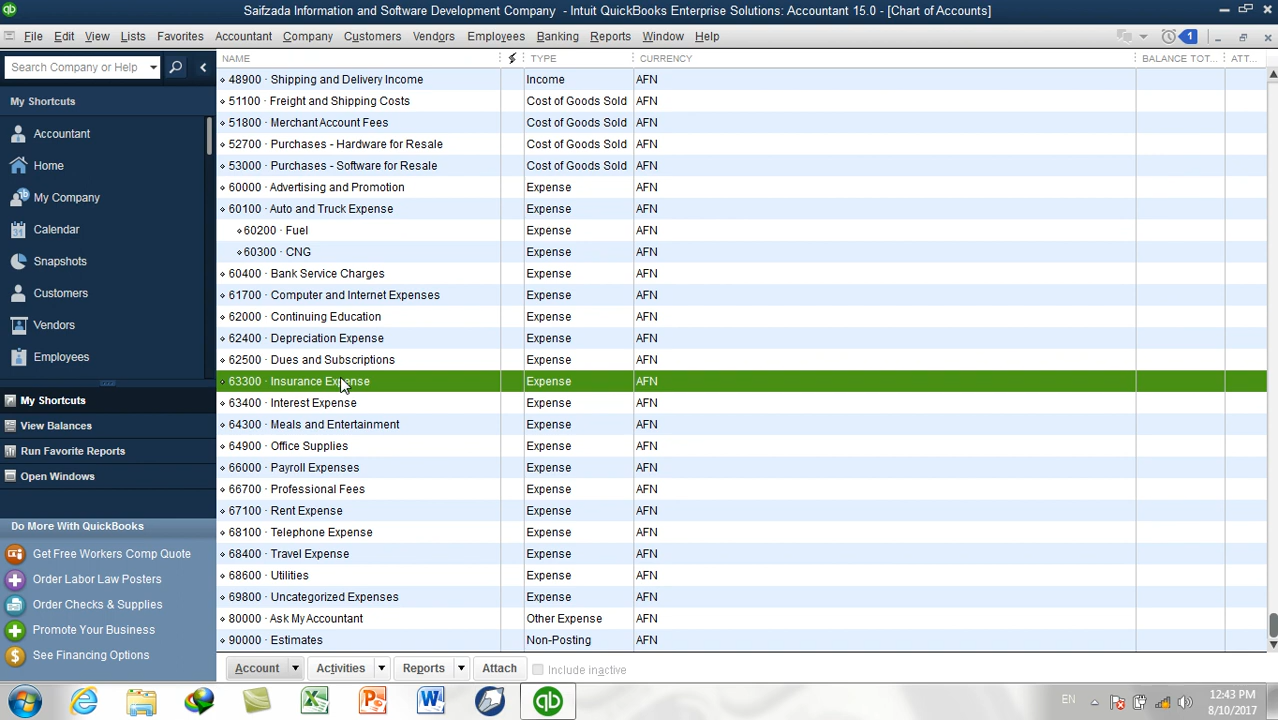 Saifzada Information and Software Development Company - Intuit QuickBooks Enterprise Solutions: Accountant 15.0 - [Chart of Accounts]
File Edit View Lists Favorites Accountant Company Customers Vendors Employees Banking Reports Window Help
1
Search Company or Help
My Shortcuts
Accountant
Home
My Company
Calendar
Snapshots
Customers
Vendors
Employees
My Shortcuts
View Balances
Run Favorite Reports
Open Windows
Do More With QuickBooks
Get Free Workers Comp Quote
Order Labor Law Posters
Order Checks & Supplies
Promote Your Business
See Financing Options
NAME TYPE CURRENCY BALANCE TOT... ATT...
48900 · Shipping and Delivery Income Income AFN
51100 · Freight and Shipping Costs Cost of Goods Sold AFN
51800 · Merchant Account Fees Cost of Goods Sold AFN
52700 · Purchases - Hardware for Resale Cost of Goods Sold AFN
53000 · Purchases - Software for Resale Cost of Goods Sold AFN
60000 · Advertising and Promotion Expense AFN
60100 · Auto and Truck Expense Expense AFN
60200 · Fuel Expense AFN
60300 · CNG Expense AFN
60400 · Bank Service Charges Expense AFN
61700 · Computer and Internet Expenses Expense AFN
62000 · Continuing Education Expense AFN
62400 · Depreciation Expense Expense AFN
62500 · Dues and Subscriptions Expense AFN
63300 · Insurance Expense Expense AFN
63400 · Interest Expense Expense AFN
64300 · Meals and Entertainment Expense AFN
64900 · Office Supplies Expense AFN
66000 · Payroll Expenses Expense AFN
66700 · Professional Fees Expense AFN
67100 · Rent Expense Expense AFN
68100 · Telephone Expense Expense AFN
68400 · Travel Expense Expense AFN
68600 · Utilities Expense AFN
69800 · Uncategorized Expenses Expense AFN
80000 · Ask My Accountant Other Expense AFN
90000 · Estimates Non-Posting AFN
Account Activities Reports Attach Include inactive
EN
12:43 PM
8/10/2017